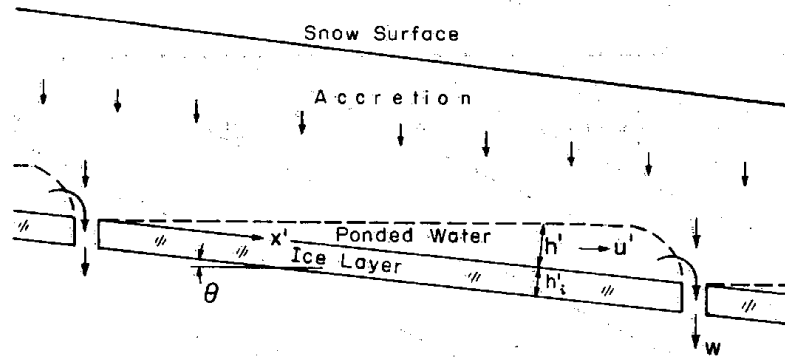 Snow Surface
Accretion
x'
Ponded Water
h'
u'
Ice Layer
h'i
θ
w